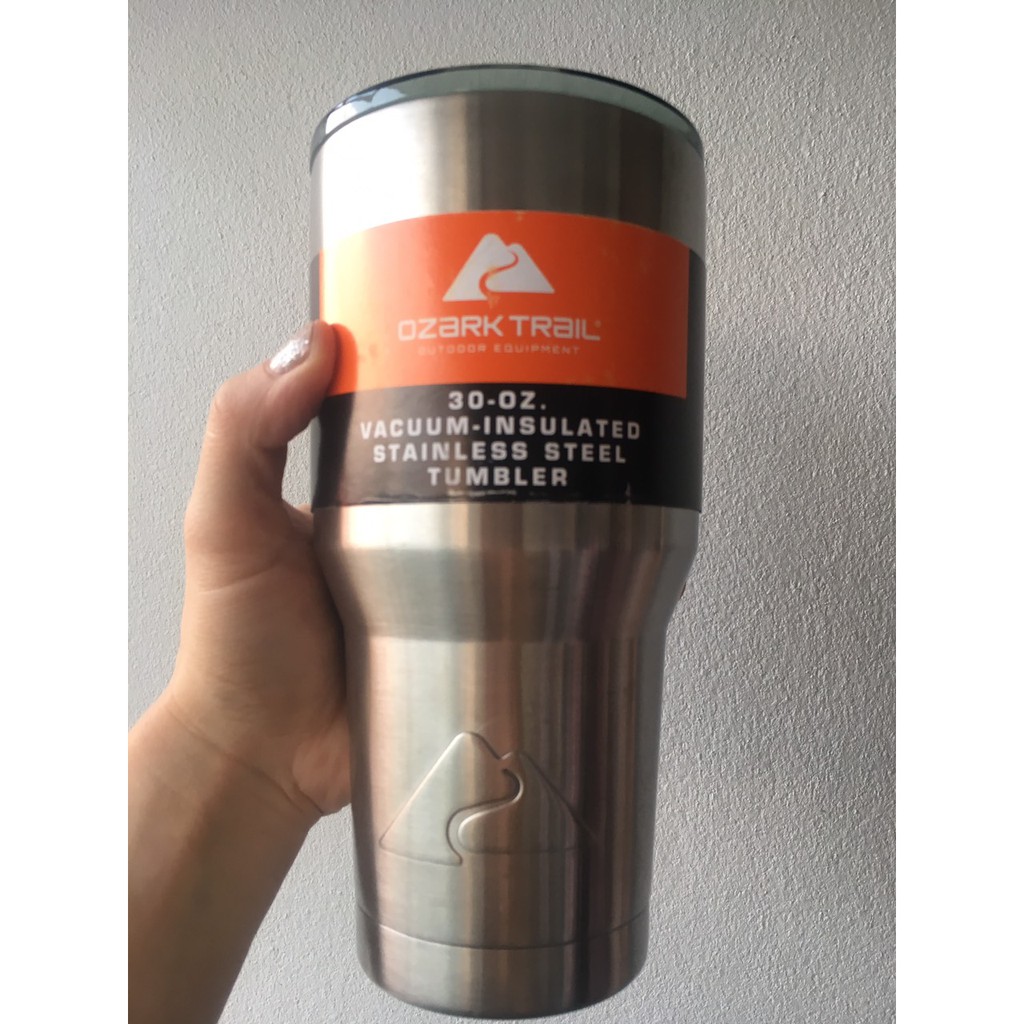 OZARK TRAIL®
OUTDOOR EQUIPMENT
30-OZ.
VACUUM-INSULATED
STAINLESS STEEL
TUMBLER